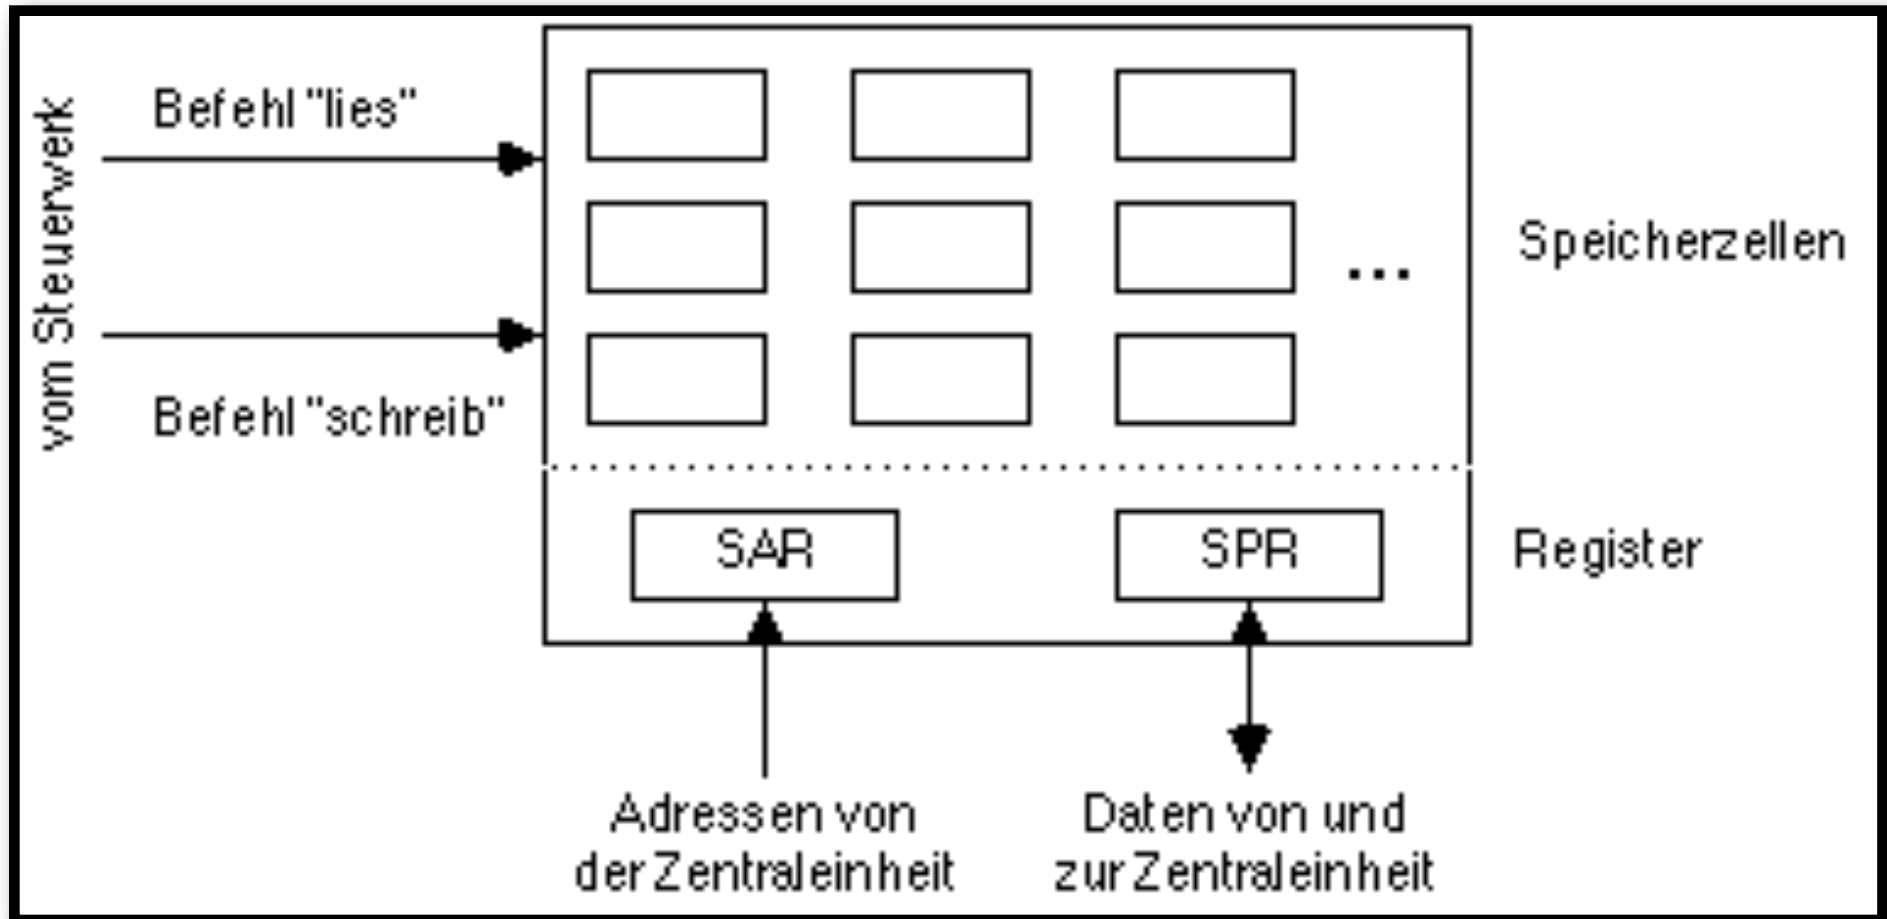 vom Steuerwerk
Befehl "lies"
Befehl "schreib"
...
Speicherzellen
SAR
SPR
Register
Adressen von
der Zentraleinheit
Daten von und
zur Zentraleinheit